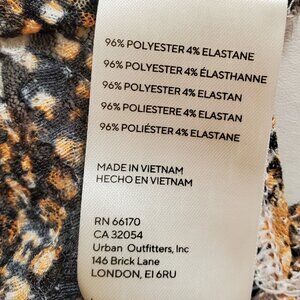 96% POLYESTER 4% ELASTANE
96% POLYESTER 4% ÉLASTHANNE
96% POLYESTER 4% ELASTAN
96% POLIESTERE 4% ELASTAN
96% POLIÉSTER 4% ELASTANE
MADE IN VIETNAM
HECHO EN VIETNAM
RN 66170
CA 32054
Urban Outfitters, Inc
146 Brick Lane
LONDON, EI 6RU